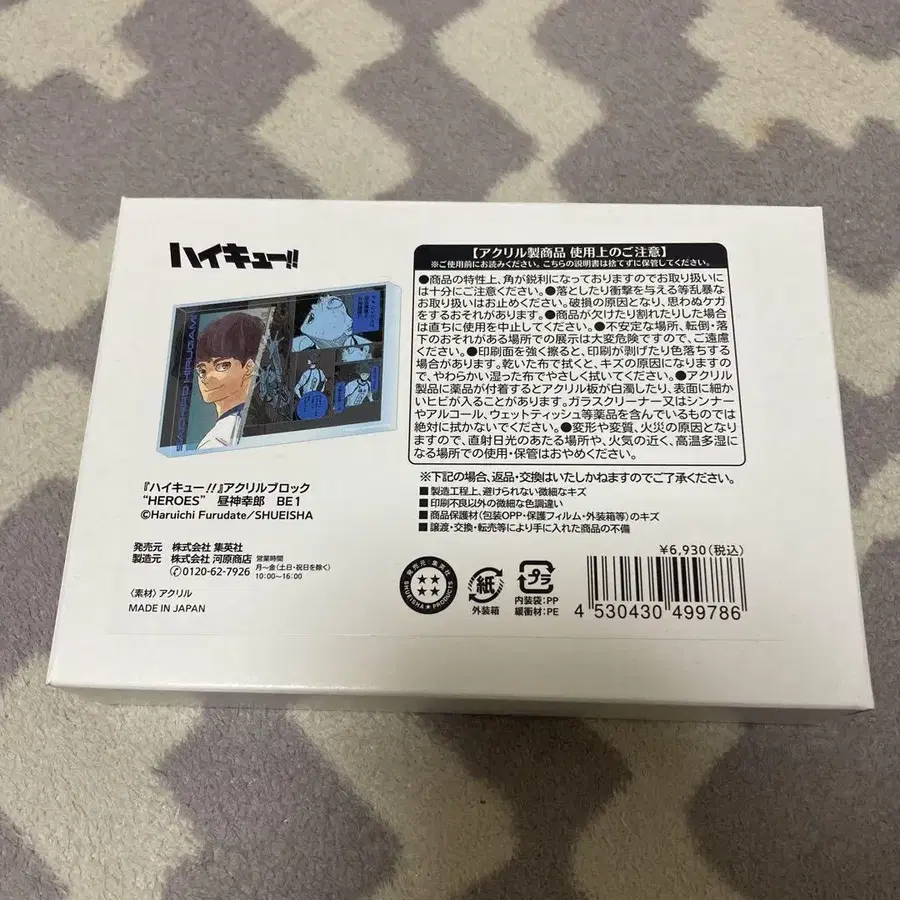 ハイキュー!!
HIRUGAMI
『ハイキュー!!』アクリルブロック
“HEROES” 昼神幸郎 BE1
©Haruichi Furudate/SHUEISHA
発売元 株式会社 集英社
製造元 株式会社 河原商店
0120-62-7926
営業時間
月〜金(土日・祝日を除く)
10:00〜16:00
〈素材〉アクリル
MADE IN JAPAN
【アクリル製商品 使用上のご注意】
※ご使用前にお読みください。こちらの説明書は捨てずに保管してください。
●商品の特性上、角が鋭利になっておりますのでお取り扱いに
は十分にご注意ください。●落としたり衝撃を与える等乱暴な
お取り扱いはお止めください。破損の原因となり、思わぬケガ
をするおそれがあります。●商品が欠けたり割れたりした場合
は直ちに使用を中止してください。●不安定な場所、転倒・落
下のおそれがある場所での展示は大変危険ですので、ご遠慮
ください。●印刷面を強く擦ると、印刷が剥げたり色落ちする
場合があります。乾いた布で拭くと、キズの原因になりますの
で、やわらかい湿った布でやさしく拭いてください。●アクリル
製品に薬品が付着するとアクリル板が白濁したり、表面に細か
いヒビが入ることがあります。ガラスクリーナー又はシンナー
やアルコール、ウェットティッシュ等薬品を含んでいるものでは
絶対に拭かないでください。●変形や変質、火災の原因となり
ますので、直射日光のあたる場所や、火気の近く、高温多湿に
なる場所での使用・保管はおやめください。
※下記の場合、返品・交換はいたしかねますのでご了承ください。
■製造工程上、避けられない微細なキズ
■印刷不良以外の微細な色調違い
■商品保護材(包装OPP・保護フィルム・外装箱等)のキズ
■譲渡・交換・転売等により手に入れた商品の不備
¥6,930(税込)
発売元:集英社
SHUEISHA PRODUCTS
紙
外装箱
プラ
内装袋:PP
緩衝材:PE
4 530430 499786